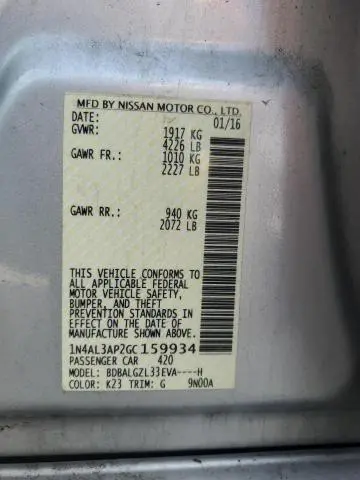 MFD BY NISSAN MOTOR CO., LTD.
DATE: 01/16
GVWR: 1917 KG
4226 LB
GAWR FR.: 1010 KG
2227 LB
GAWR RR.: 940 KG
2072 LB
THIS VEHICLE CONFORMS TO
ALL APPLICABLE FEDERAL
MOTOR VEHICLE SAFETY,
BUMPER, AND THEFT
PREVENTION STANDARDS IN
EFFECT ON THE DATE OF
MANUFACTURE SHOWN ABOVE.
1N4AL3AP2GC159934
PASSENGER CAR 420
MODEL: BDBALGZL33EVA----H
COLOR: K23 TRIM: G 9N00A